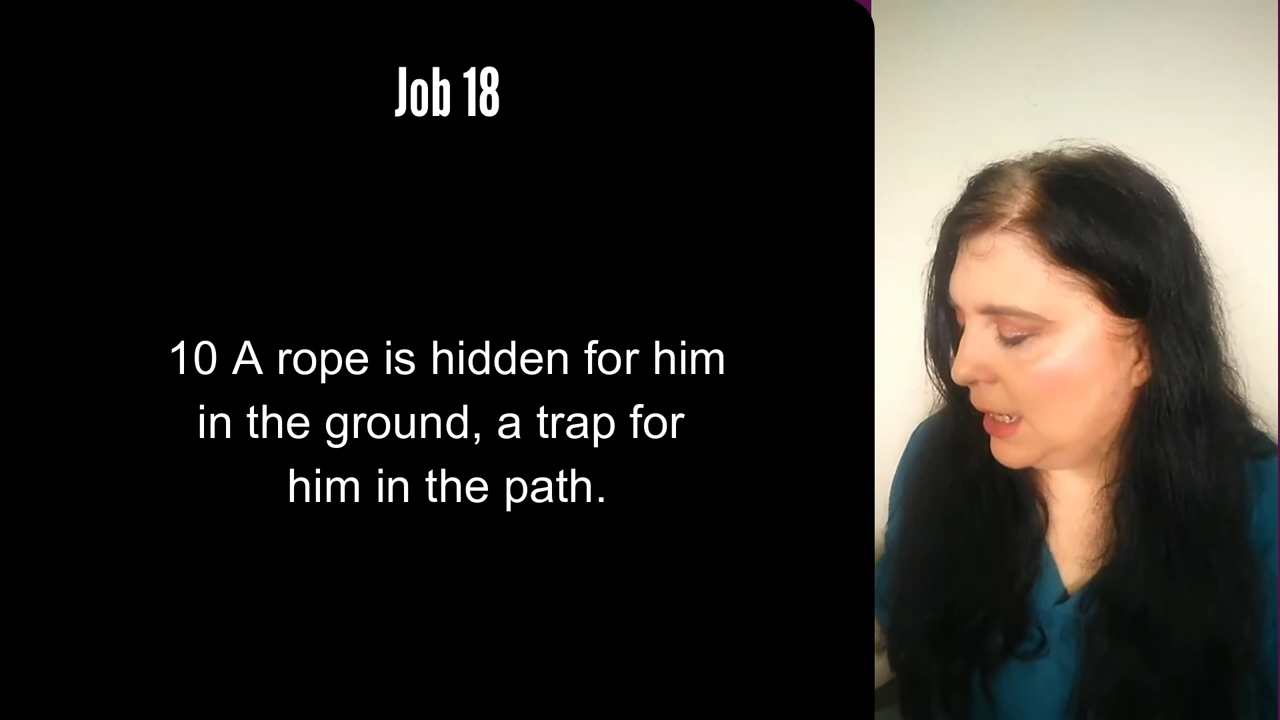 Job 18
10 A rope is hidden for him
in the ground, a trap for
him in the path.